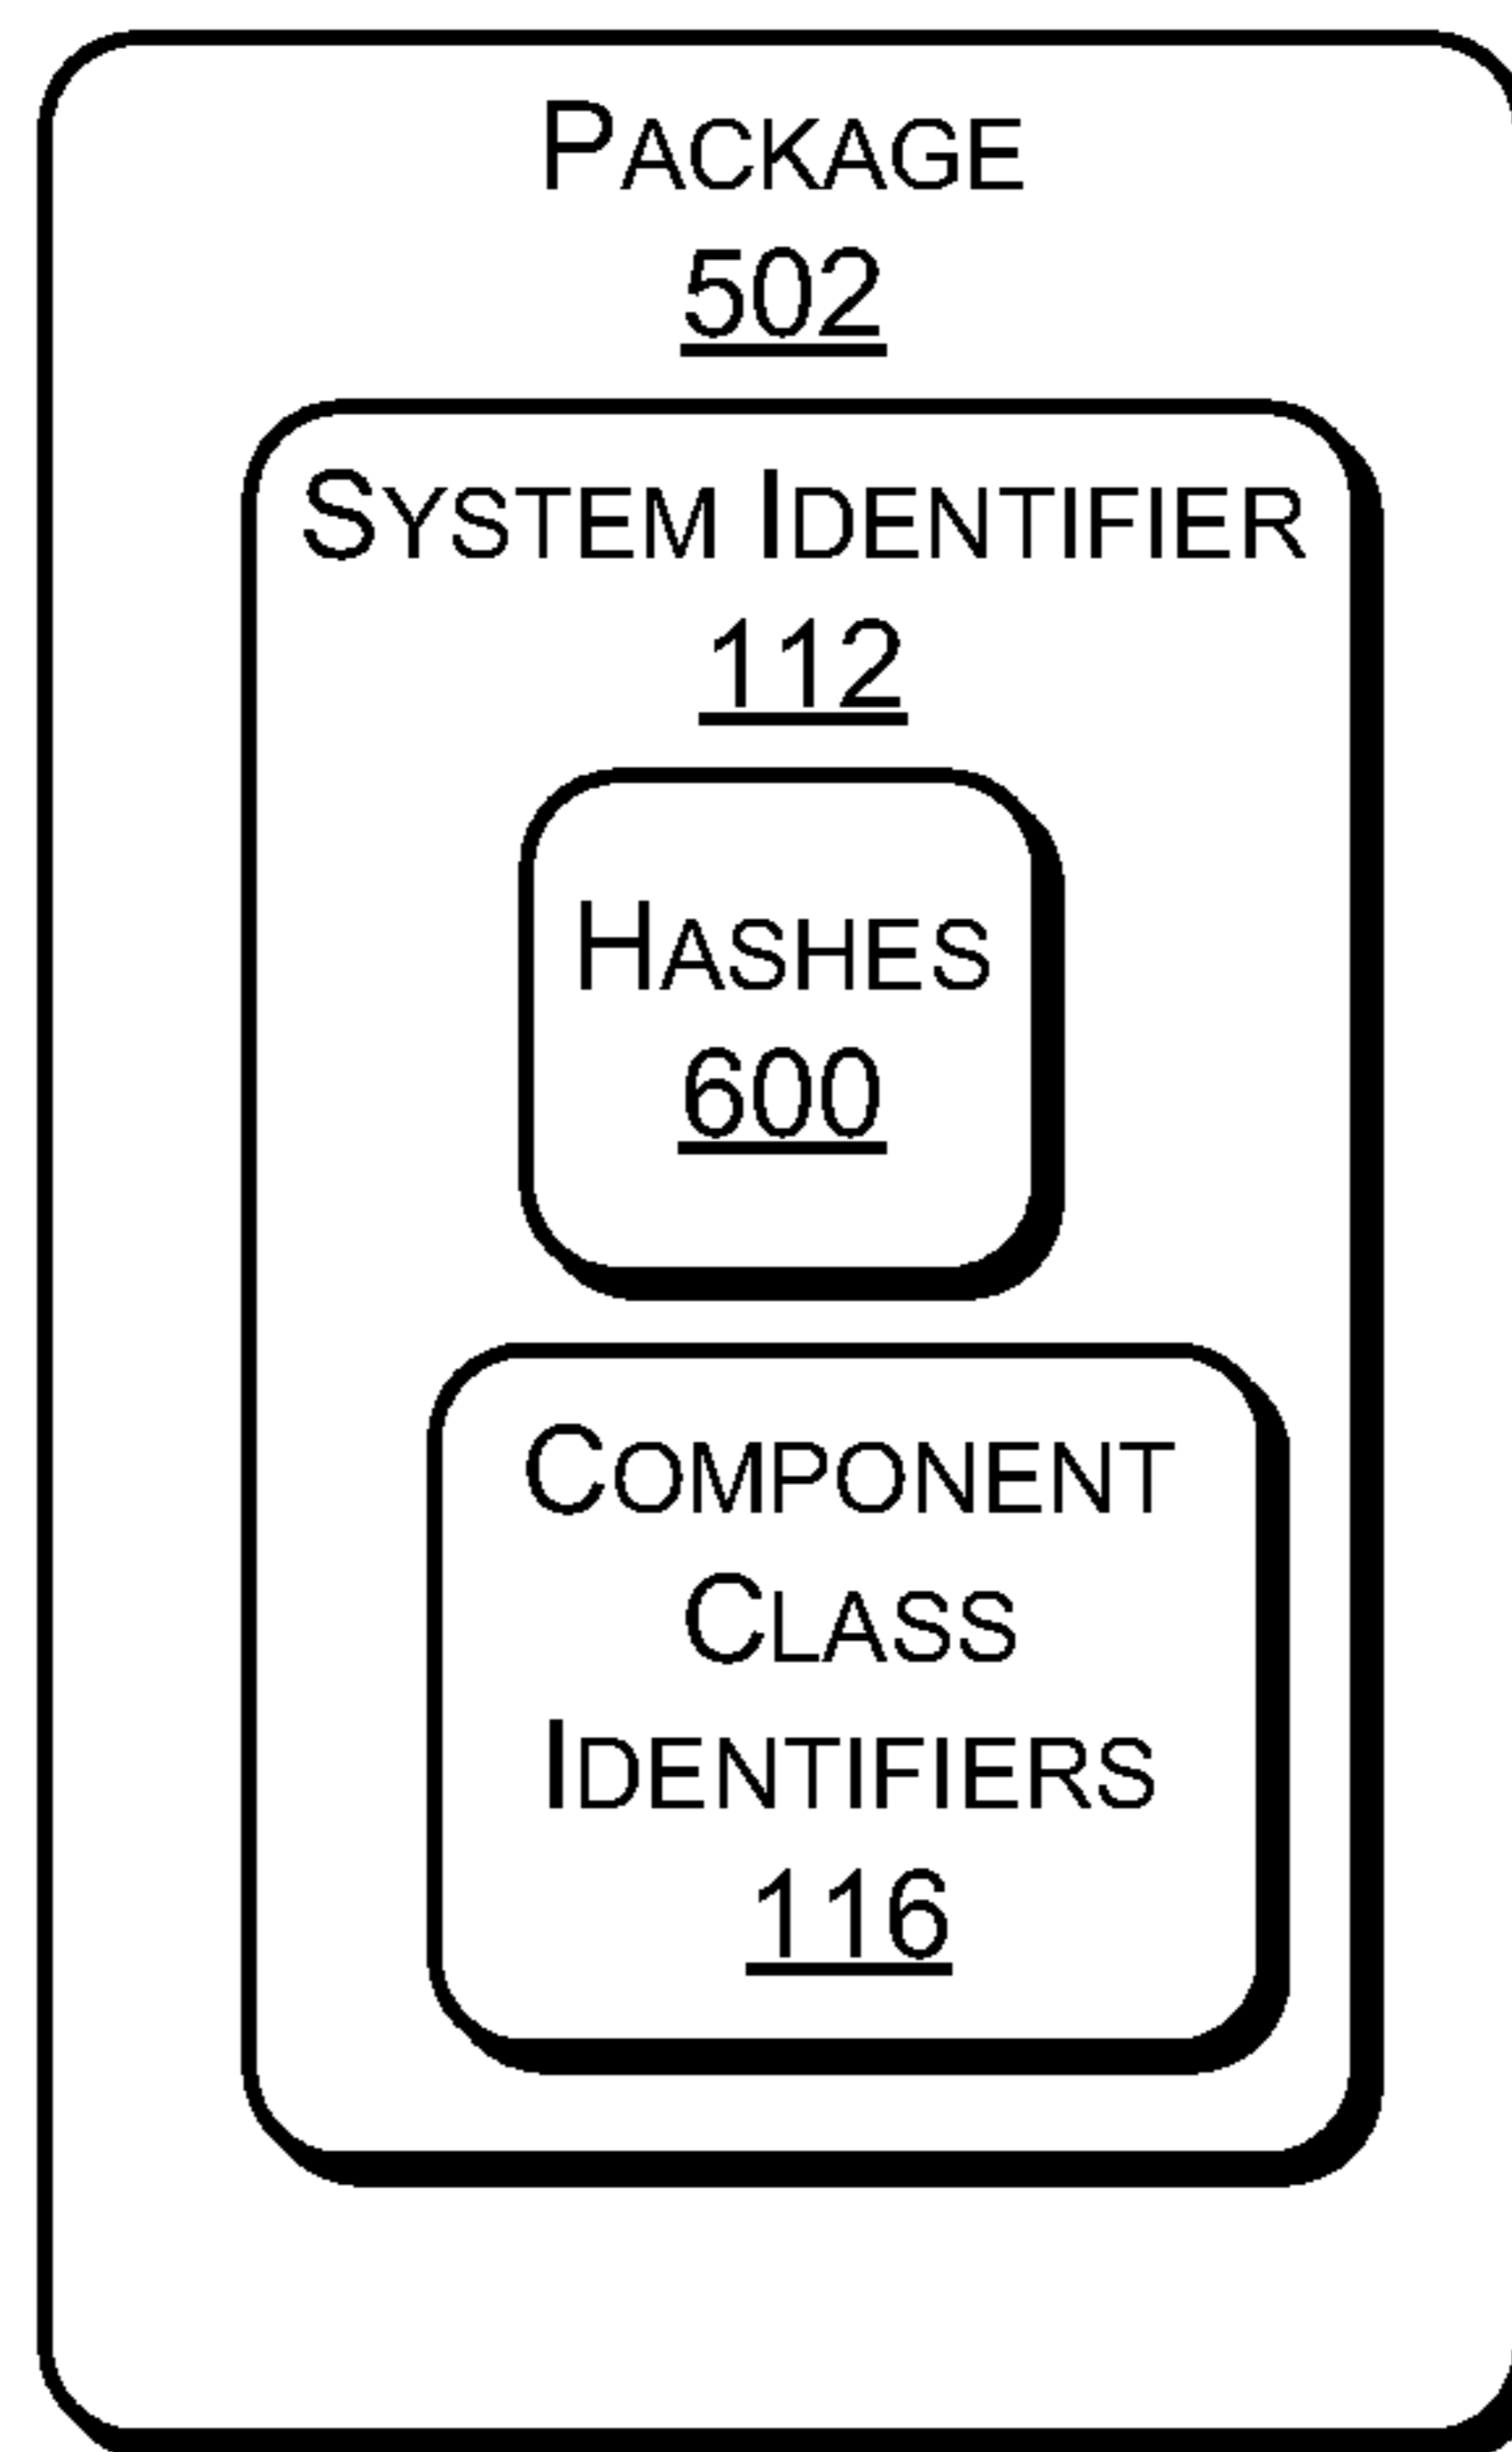 PACKAGE
502
SYSTEM IDENTIFIER
112
HASHES
600
COMPONENT
CLASS
IDENTIFIERS
116